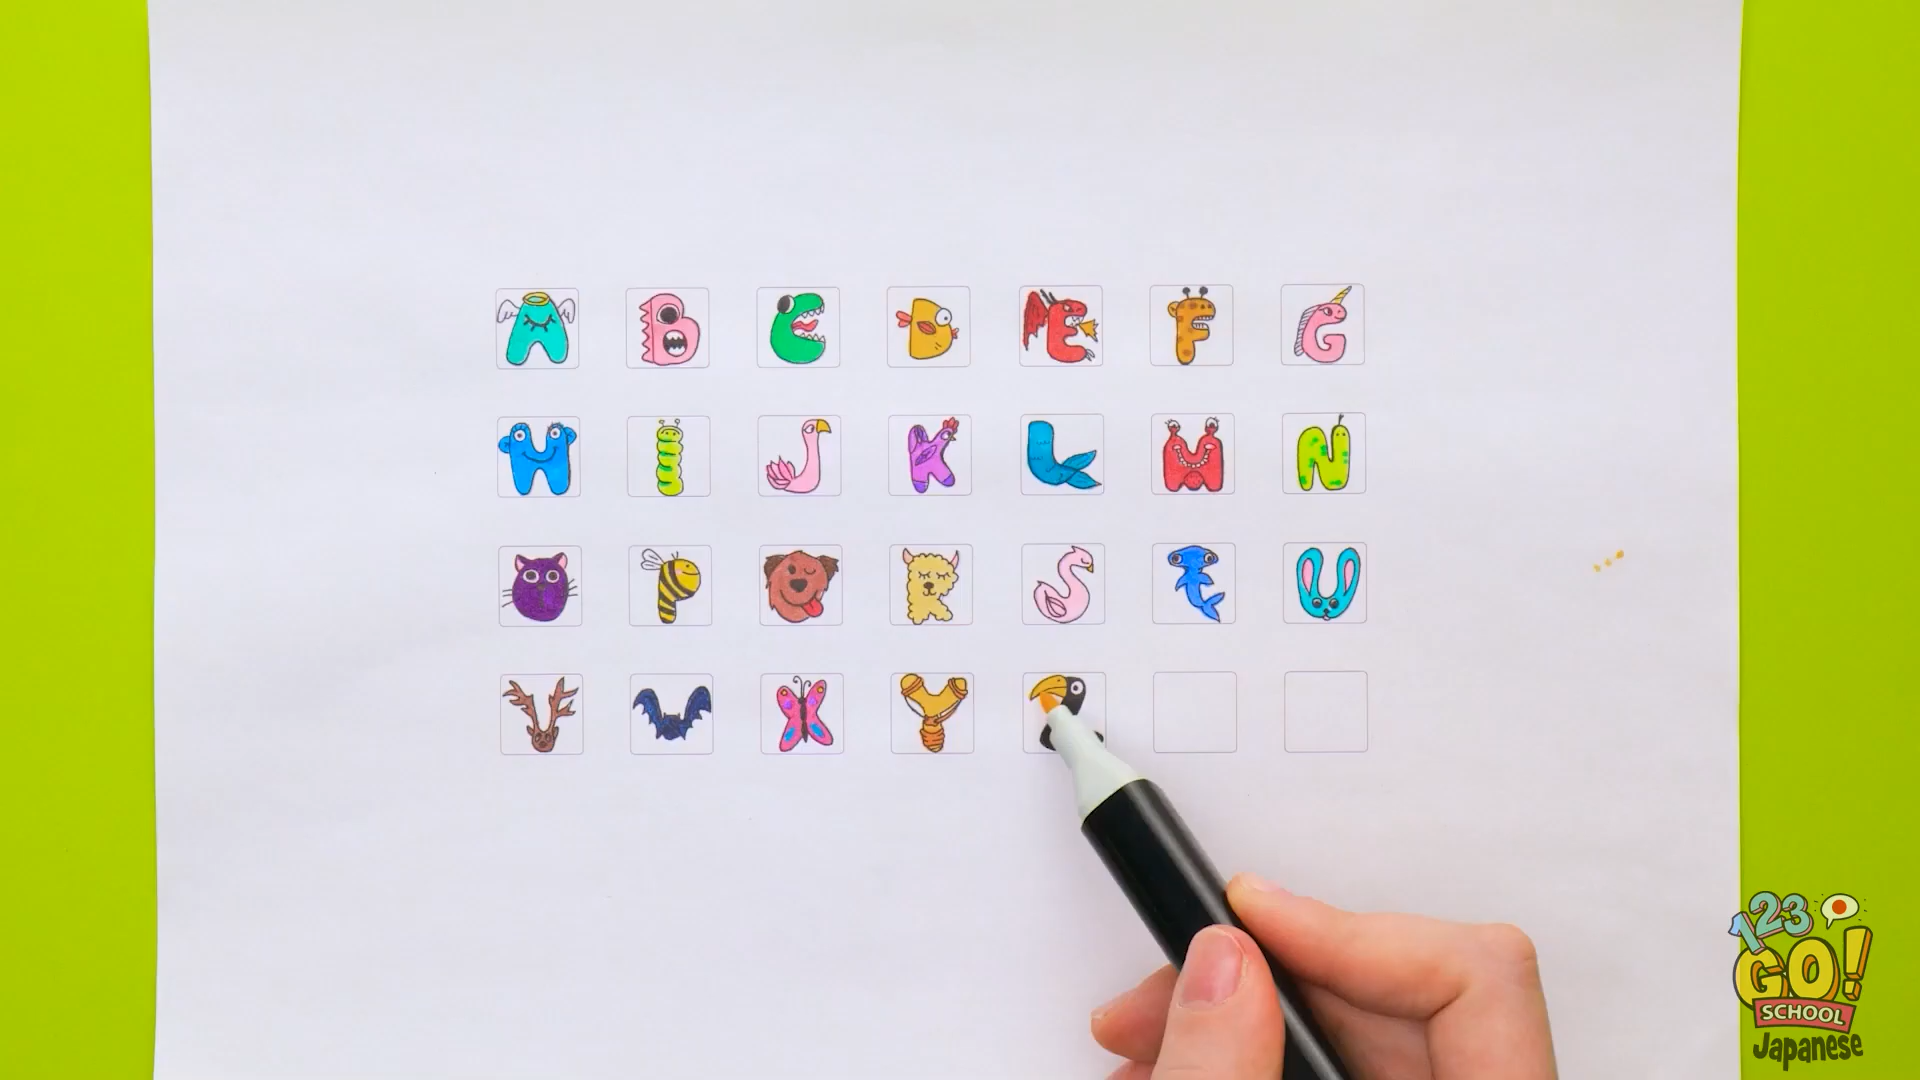 A B C D E F G
H I J K L M N
O P Q R S T U
V W X Y Z
123
GO!
SCHOOL
Japanese